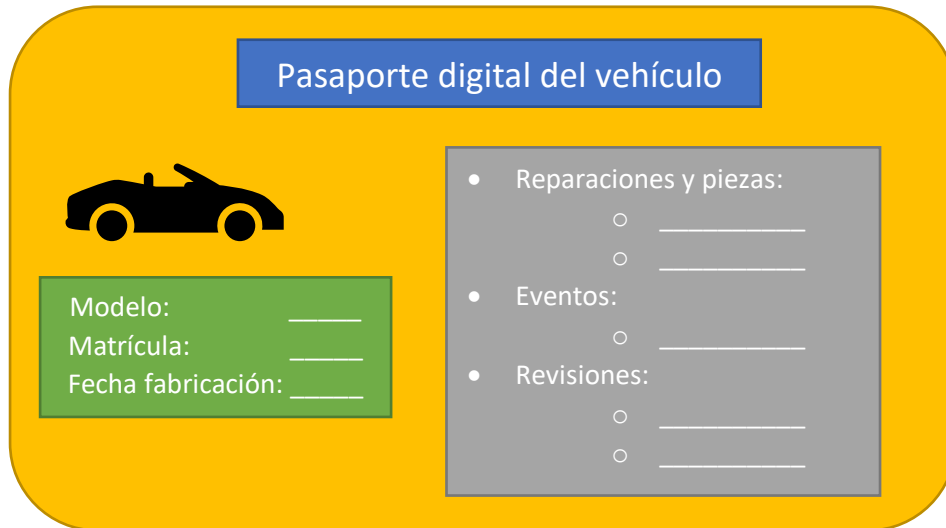 Pasaporte digital del vehículo
Modelo: _____
Matrícula: _____
Fecha fabricación: _____
• Reparaciones y piezas:
○ __________
○ __________
• Eventos:
○ __________
• Revisiones:
○ __________
○ __________